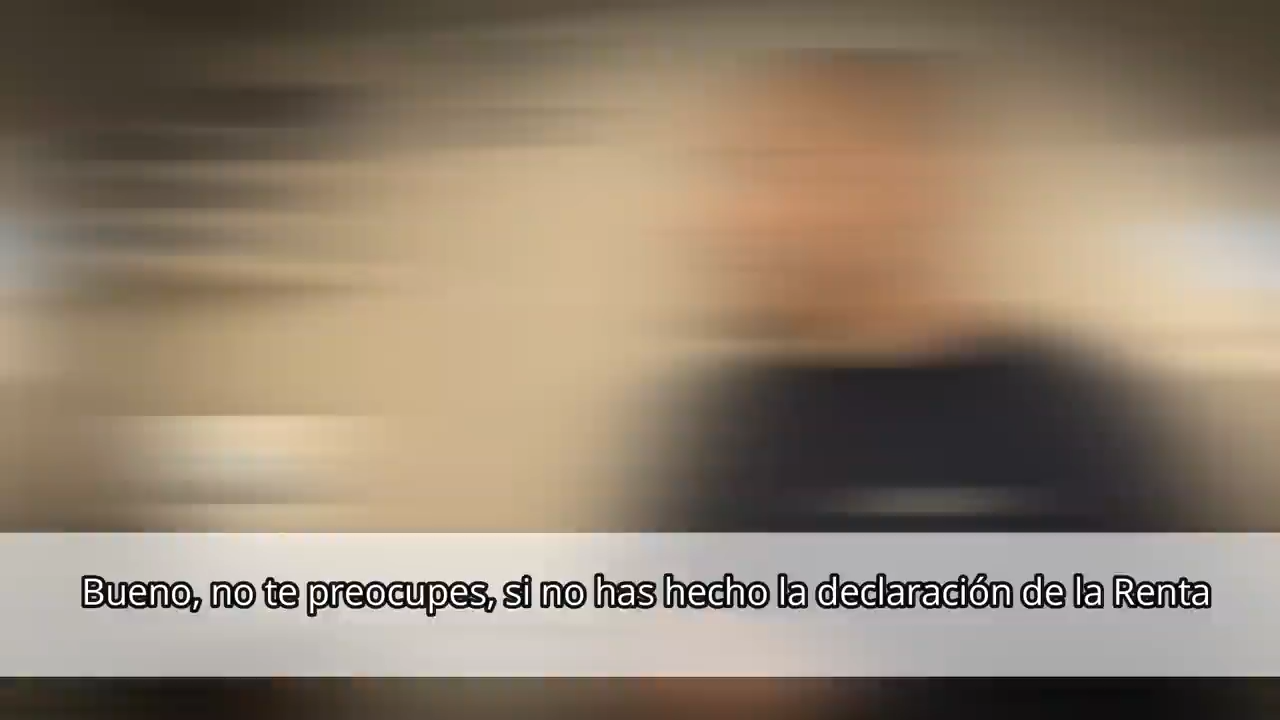 Bueno, no te preocupes, si no has hecho la declaración de la Renta